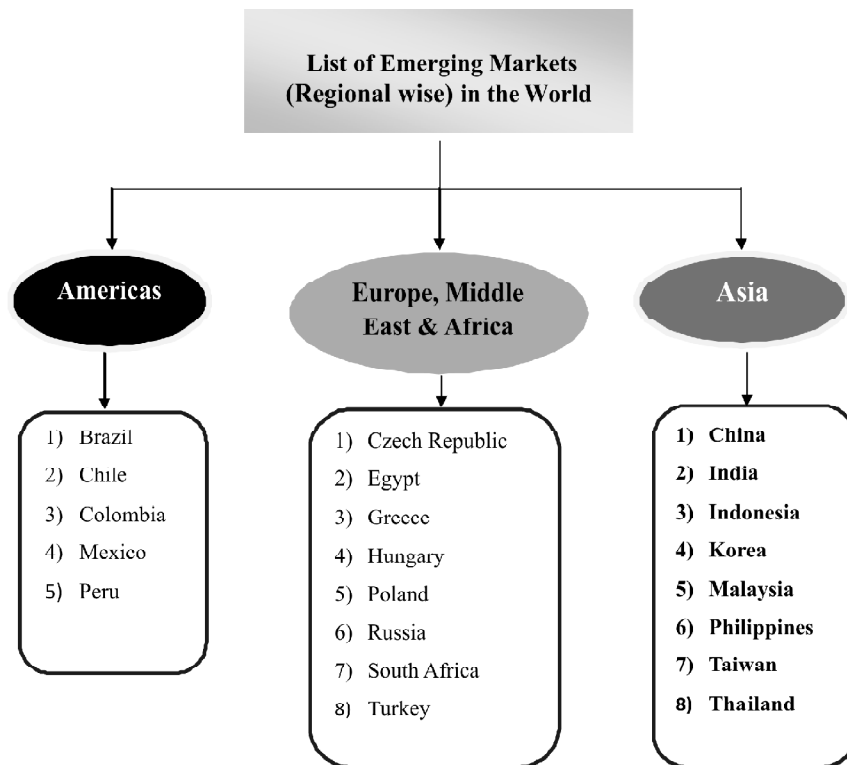 List of Emerging Markets
(Regional wise) in the World
Americas
1) Brazil
2) Chile
3) Colombia
4) Mexico
5) Peru
Europe, Middle
East & Africa
1) Czech Republic
2) Egypt
3) Greece
4) Hungary
5) Poland
6) Russia
7) South Africa
8) Turkey
Asia
1) China
2) India
3) Indonesia
4) Korea
5) Malaysia
6) Philippines
7) Taiwan
8) Thailand